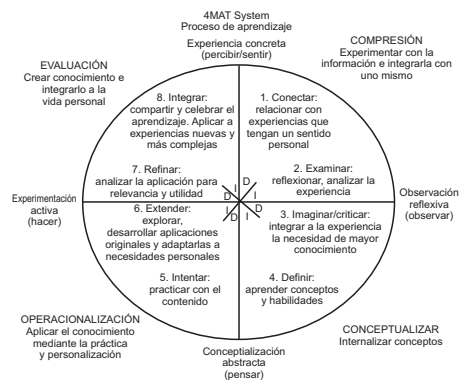 4MAT System
Proceso de aprendizaje
Experiencia concreta
(percibir/sentir)
EVALUACIÓN
Crear conocimiento e
integrarlo a la
vida personal
COMPRESIÓN
Experimentar con la
información e integrarla con
uno mismo
8. Integrar:
compartir y celebrar el
aprendizaje. Aplicar a
experiencias nuevas y
más complejas
1. Conectar:
relacionar con
experiencias que
tengan un sentido
personal
7. Refinar:
analizar la aplicación para
relevancia y utilidad
2. Examinar:
reflexionar, analizar la
experiencia
I D
D I
Experimentación
activa
(hacer)
Observación
reflexiva
(observar)
I D
D I
6. Extender:
explorar,
desarrollar aplicaciones
originales y adaptarlas a
necesidades personales
3. Imaginar/criticar:
integrar a la experiencia
la necesidad de mayor
conocimiento
5. Intentar:
practicar con el
contenido
4. Definir:
aprender conceptos
y habilidades
OPERACIONALIZACIÓN
Aplicar el conocimiento
mediante la práctica
y personalización
CONCEPTUALIZAR
Internalizar conceptos
Conceptialización
abstracta
(pensar)